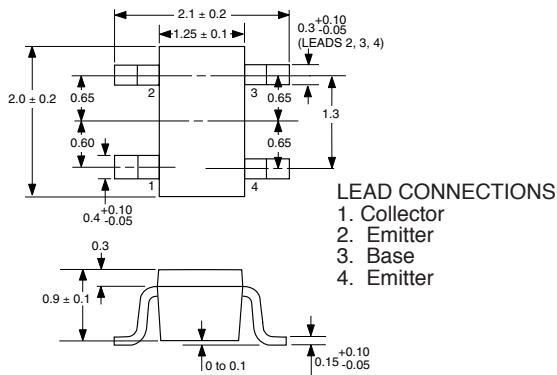 2.1 ± 0.2
1.25 ± 0.1
0.3 +0.10 -0.05
(LEADS 2, 3, 4)
2 3
2.0 ± 0.2
0.65 0.65
1.3
0.60 0.65
1 4
0.4 +0.10 -0.05
LEAD CONNECTIONS
1. Collector
2. Emitter
3. Base
4. Emitter
0.3
0.9 ± 0.1
0 to 0.1
0.15 +0.10 -0.05